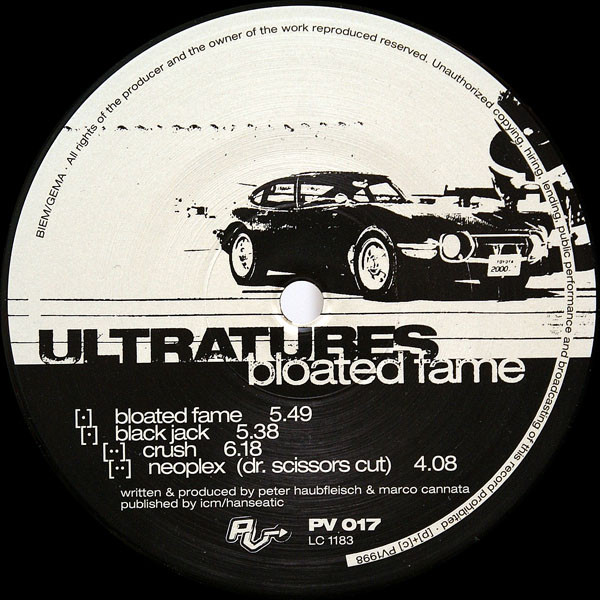 BIEM/GEMA · All rights of the producer and the owner of the work reproduced reserved. Unauthorized copying, hiring, lending, public performance and broadcasting of this record prohibited · [p]+[c] PV1998
TOYOTA
2000
ULTRATUBES
bloated fame
[·] bloated fame 5.49
[·] black jack 5.38
[··] crush 6.18
[··] neoplex (dr. scissors cut) 4.08
written & produced by peter haubfleisch & marco cannata
published by icm/hanseatic
PV PV 017
LC 1183